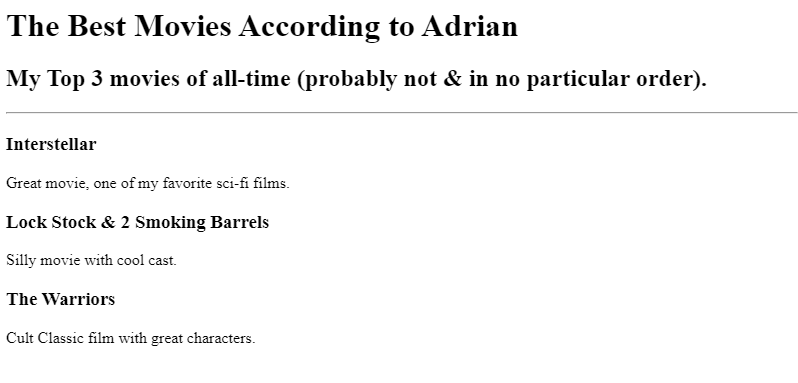 The Best Movies According to Adrian
My Top 3 movies of all-time (probably not & in no particular order).
Interstellar
Great movie, one of my favorite sci-fi films.
Lock Stock & 2 Smoking Barrels
Silly movie with cool cast.
The Warriors
Cult Classic film with great characters.